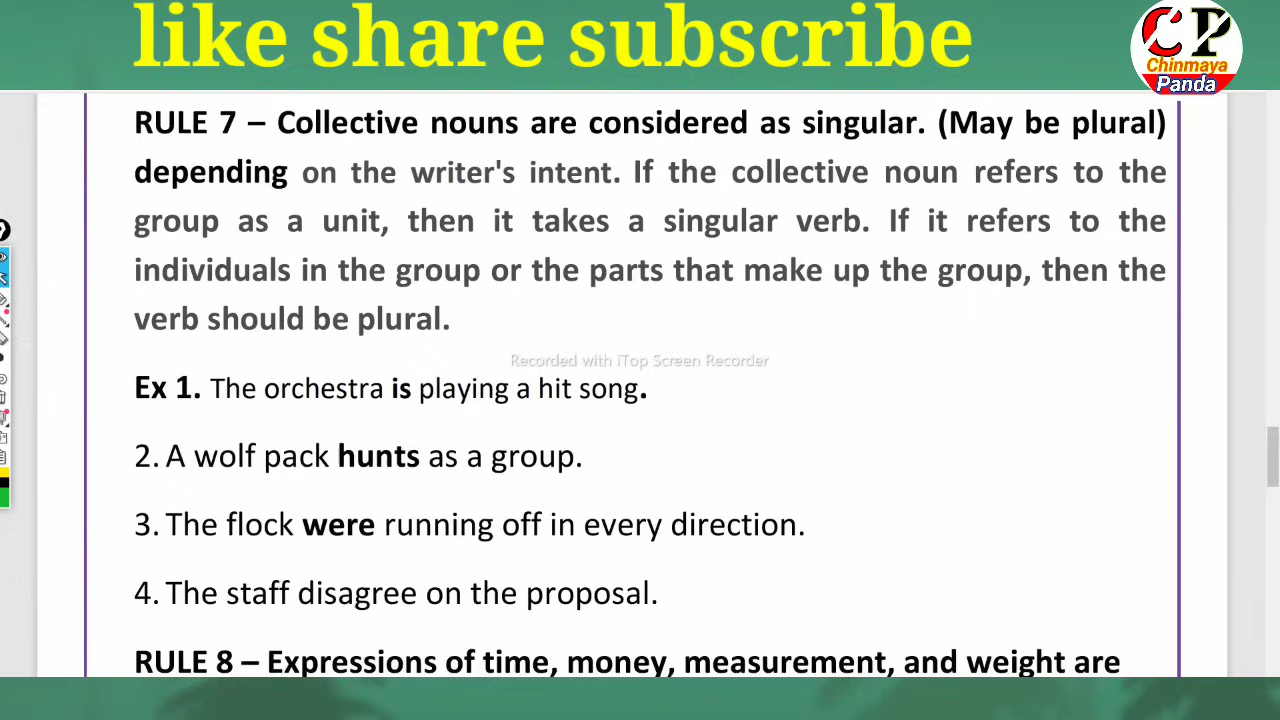 like share subscribe
CP
Chinmaya
Panda
RULE 7 – Collective nouns are considered as singular. (May be plural)
depending on the writer's intent. If the collective noun refers to the
group as a unit, then it takes a singular verb. If it refers to the
individuals in the group or the parts that make up the group, then the
verb should be plural.
Recorded with iTop Screen Recorder
Ex 1. The orchestra is playing a hit song.
2. A wolf pack hunts as a group.
3. The flock were running off in every direction.
4. The staff disagree on the proposal.
RULE 8 – Expressions of time, money, measurement, and weight are